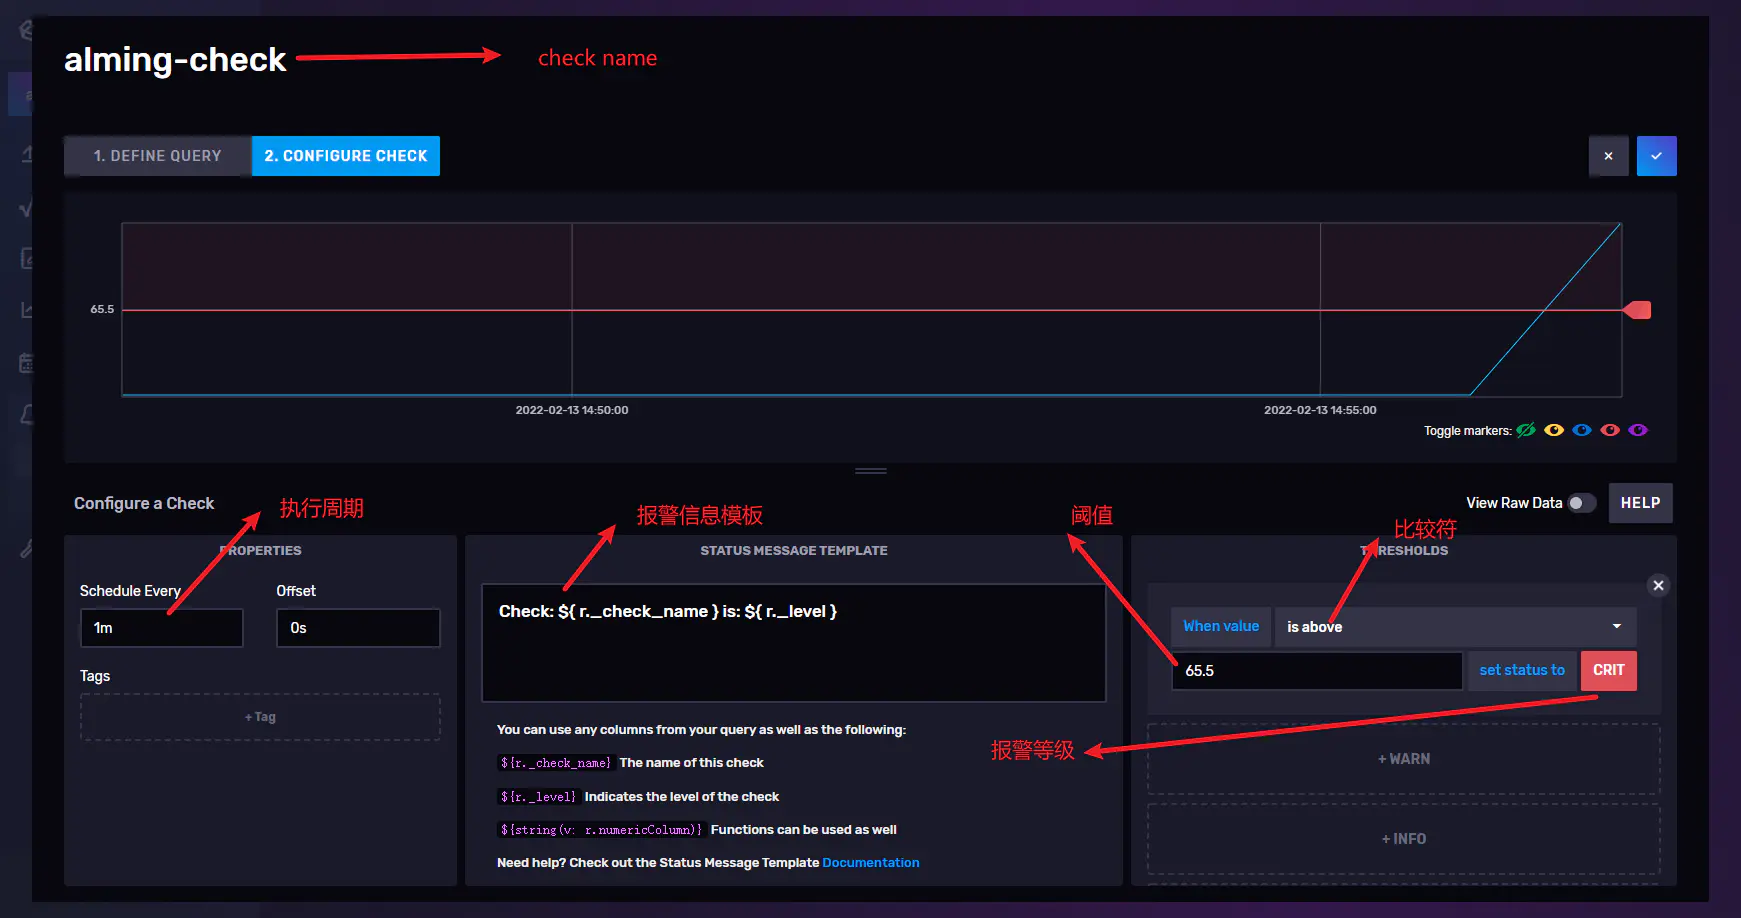 alming-check
check name
1. DEFINE QUERY
2. CONFIGURE CHECK
65.5
2022-02-13 14:50:00
2022-02-13 14:55:00
Toggle markers:
Configure a Check
执行周期
报警信息模板
阈值
比较符
View Raw Data
HELP
PROPERTIES
Schedule Every
Offset
1m
0s
Tags
+ Tag
STATUS MESSAGE TEMPLATE
Check: ${ r._check_name } is: ${ r._level }
You can use any columns from your query as well as the following:
${r._check_name} The name of this check
${r._level} Indicates the level of the check
${string(v: r.numericColumn)} Functions can be used as well
Need help? Check out the Status Message Template Documentation
THRESHOLDS
When value
is above
65.5
set status to
CRIT
报警等级
+ WARN
+ INFO